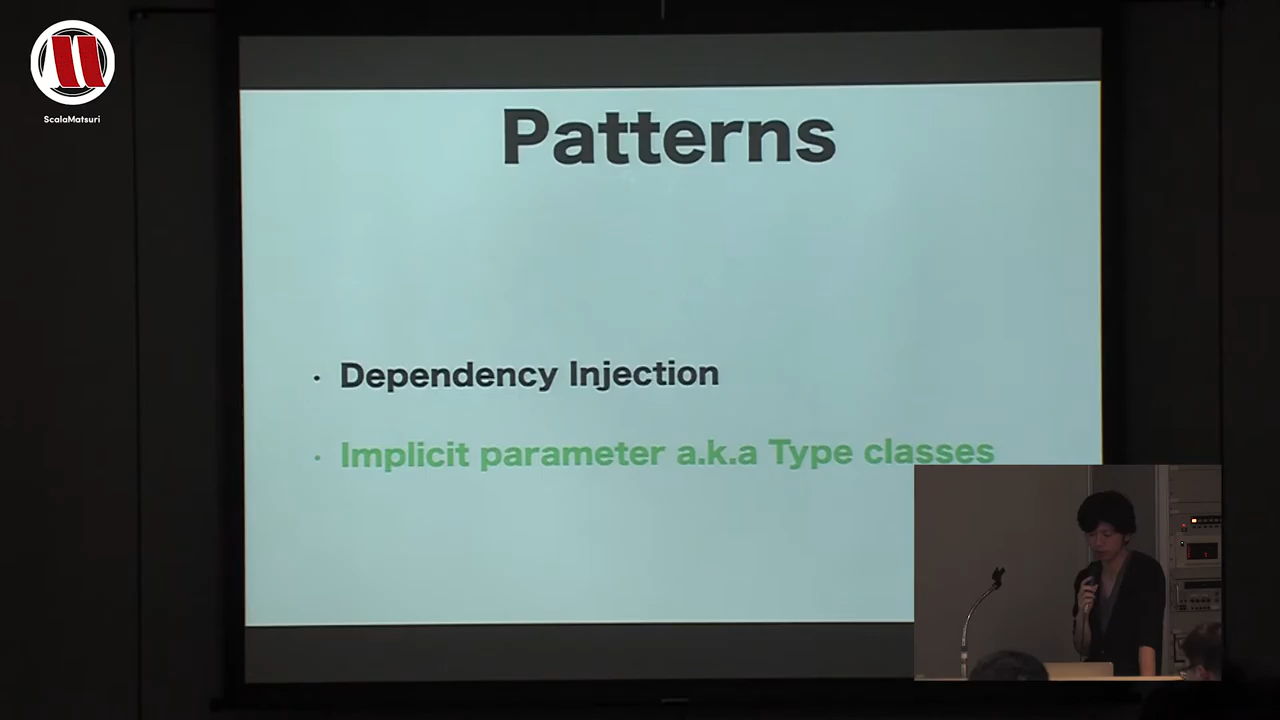 ScalaMatsuri
Patterns
· Dependency Injection
· Implicit parameter a.k.a Type classes